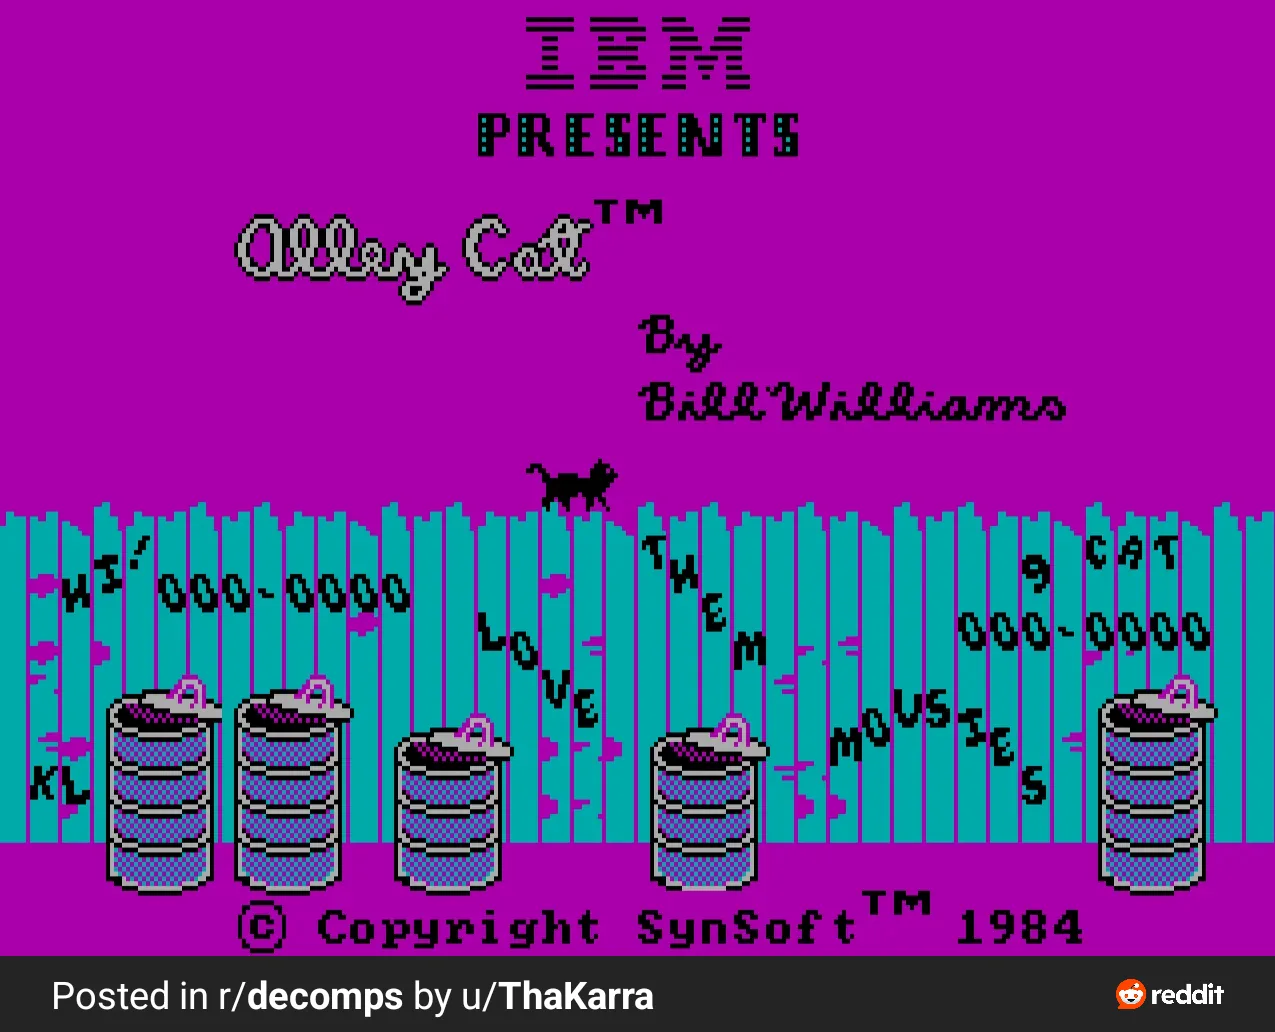 IBM
PRESENTS
Alley Cat™
By
Bill Williams
U I !
000-0000
LOVE
THEM
MOUSIES
9 CAT
000-0000
KL
© Copyright SynSoft™ 1984
Posted in r/decomps by u/ThaKarra
reddit